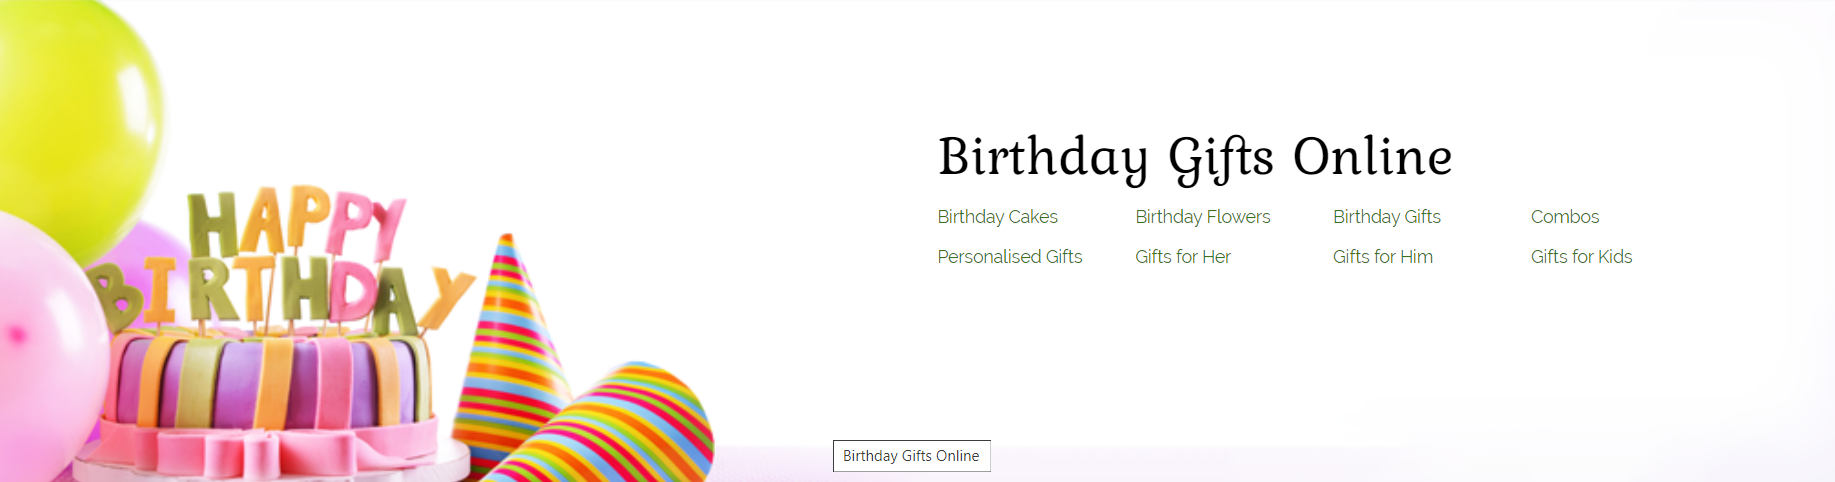 HAPPY
BIRTHDAY
Birthday Gifts Online
Birthday Cakes Birthday Flowers Birthday Gifts Combos
Personalised Gifts Gifts for Her Gifts for Him Gifts for Kids
Birthday Gifts Online